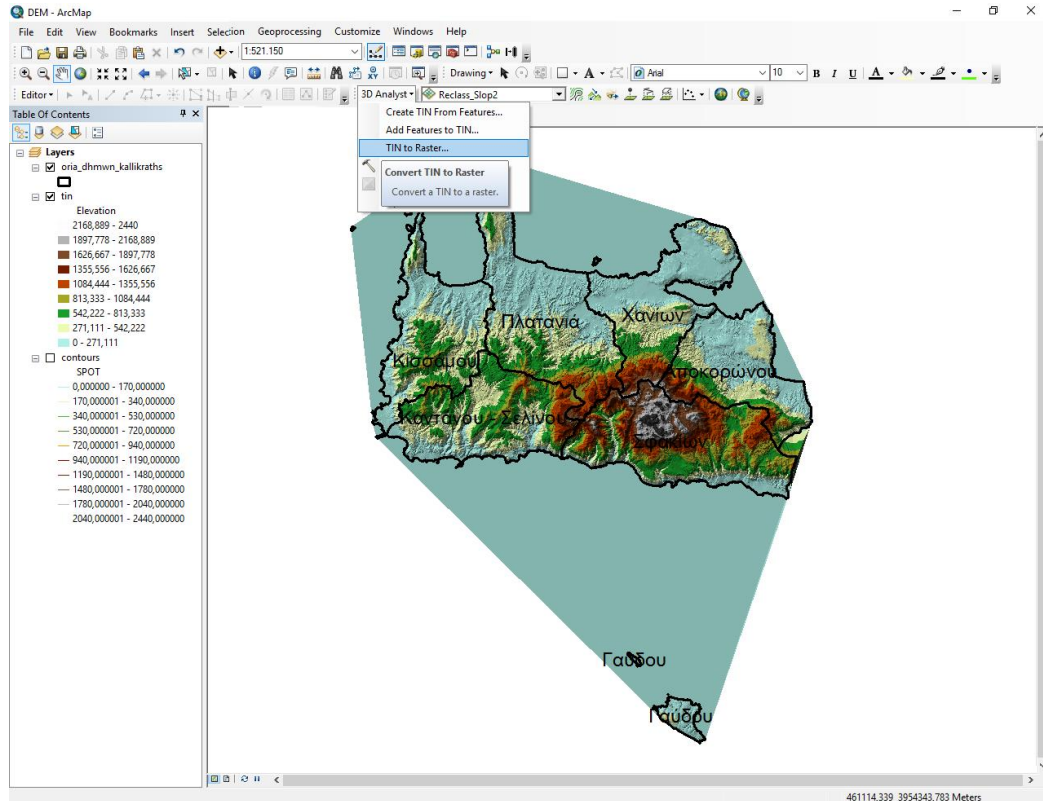 DEM - ArcMap
File Edit View Bookmarks Insert Selection Geoprocessing Customize Windows Help
1:521.150
Drawing Arial 10 B I U A
Editor 3D Analyst Reclass_Slop2
Table Of Contents
Create TIN From Features...
Add Features to TIN...
TIN to Raster...
Convert TIN to Raster
Convert a TIN to a raster.
Layers
oria_dhmwn_kallikraths
tin
Elevation
2168,889 - 2440
1897,778 - 2168,889
1626,667 - 1897,778
1355,556 - 1626,667
1084,444 - 1355,556
813,333 - 1084,444
542,222 - 813,333
271,111 - 542,222
0 - 271,111
contours
SPOT
0,000000 - 170,000000
170,000001 - 340,000000
340,000001 - 530,000000
530,000001 - 720,000000
720,000001 - 940,000000
940,000001 - 1190,000000
1190,000001 - 1480,000000
1480,000001 - 1780,000000
1780,000001 - 2040,000000
2040,000001 - 2440,000000
Πλατανιά
Χανίων
Κισσάμου
Αποκορώνου
Καντάνου - Σελίνου
Σφακίων
Γαύδου
Γαύδου
461114,339 3954343,783 Meters